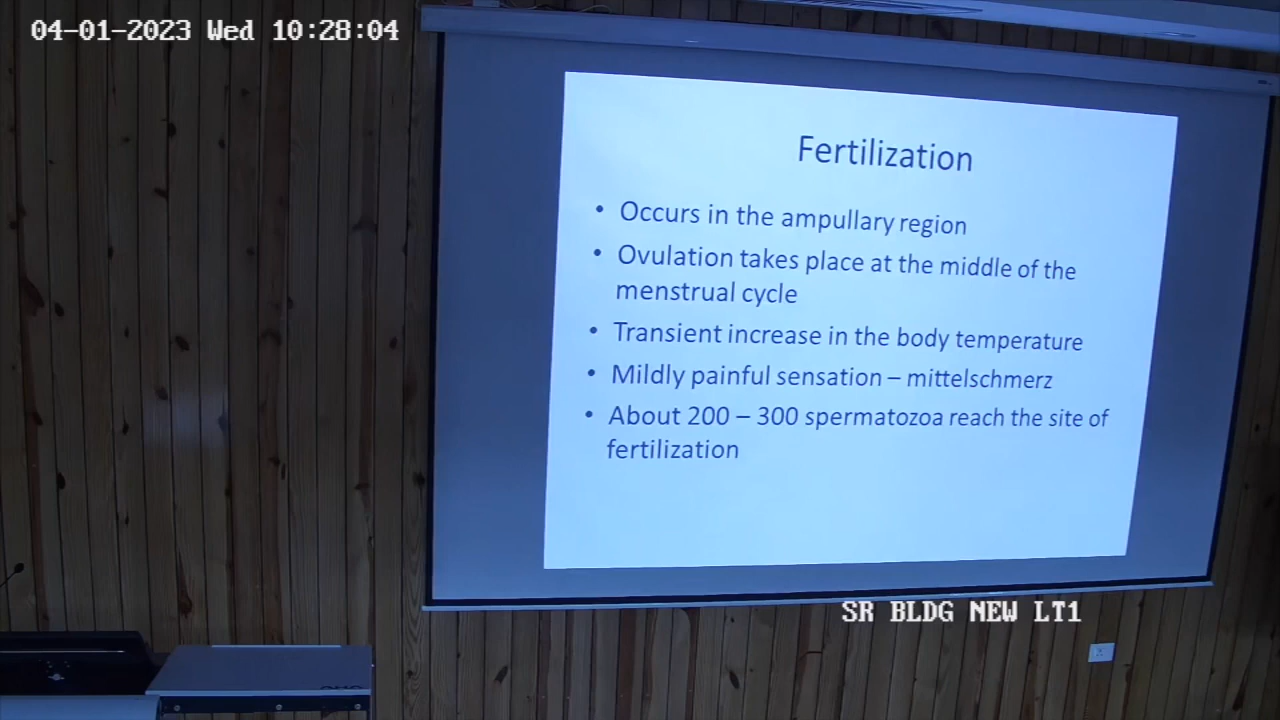 04-01-2023 Wed 10:28:04
Fertilization
• Occurs in the ampullary region
• Ovulation takes place at the middle of the
menstrual cycle
• Transient increase in the body temperature
• Mildly painful sensation – mittelschmerz
• About 200 – 300 spermatozoa reach the site of
fertilization
SR BLDG NEW LT1